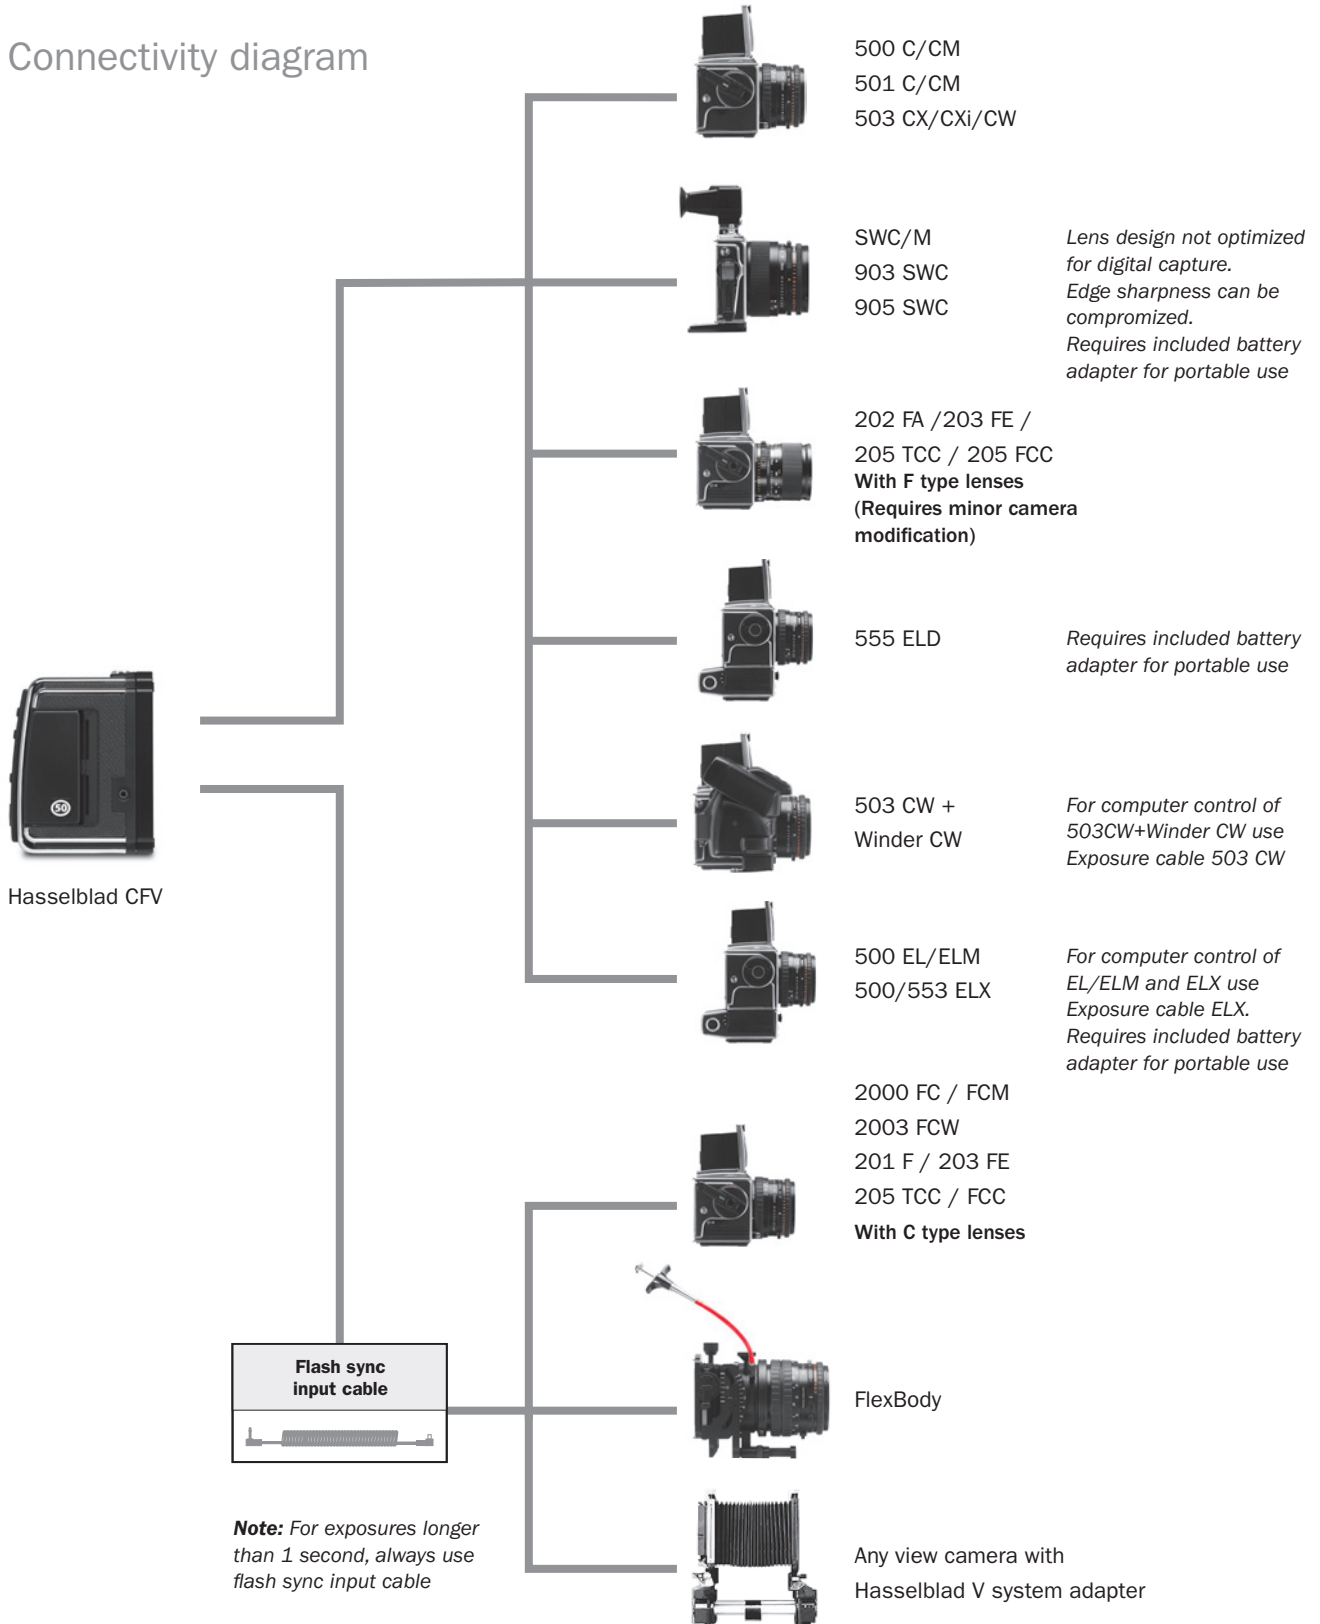 Connectivity diagram
500 C/CM
501 C/CM
503 CX/CXi/CW
SWC/M
903 SWC
905 SWC
Lens design not optimized
for digital capture.
Edge sharpness can be
compromized.
Requires included battery
adapter for portable use
202 FA /203 FE /
205 TCC / 205 FCC
With F type lenses
(Requires minor camera
modification)
555 ELD
Requires included battery
adapter for portable use
50
Hasselblad CFV
503 CW +
Winder CW
For computer control of
503CW+Winder CW use
Exposure cable 503 CW
500 EL/ELM
500/553 ELX
For computer control of
EL/ELM and ELX use
Exposure cable ELX.
Requires included battery
adapter for portable use
2000 FC / FCM
2003 FCW
201 F / 203 FE
205 TCC / FCC
With C type lenses
Flash sync
input cable
FlexBody
Note: For exposures longer
than 1 second, always use
flash sync input cable
Any view camera with
Hasselblad V system adapter